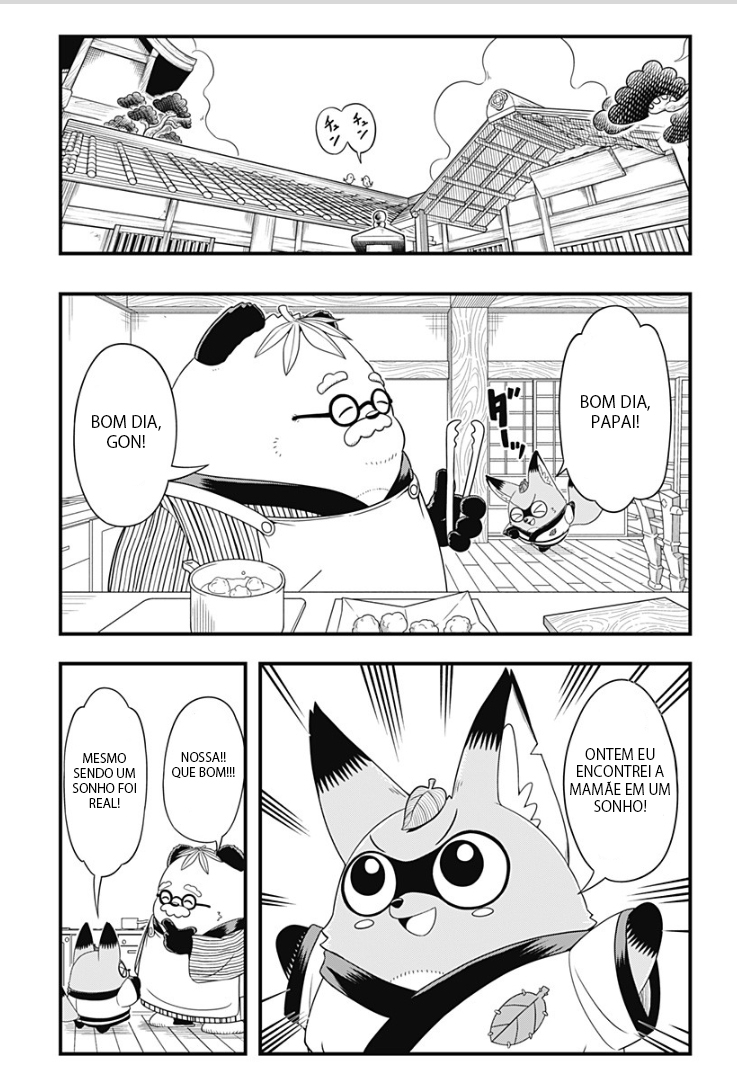 チュン
チュン
BOM DIA,
PAPAI!
ダーッ
BOM DIA,
GON!
ONTEM EU
ENCONTREI A
MAMÃE EM UM
SONHO!
NOSSA!!
QUE BOM!!!
MESMO
SENDO UM
SONHO FOI
REAL!